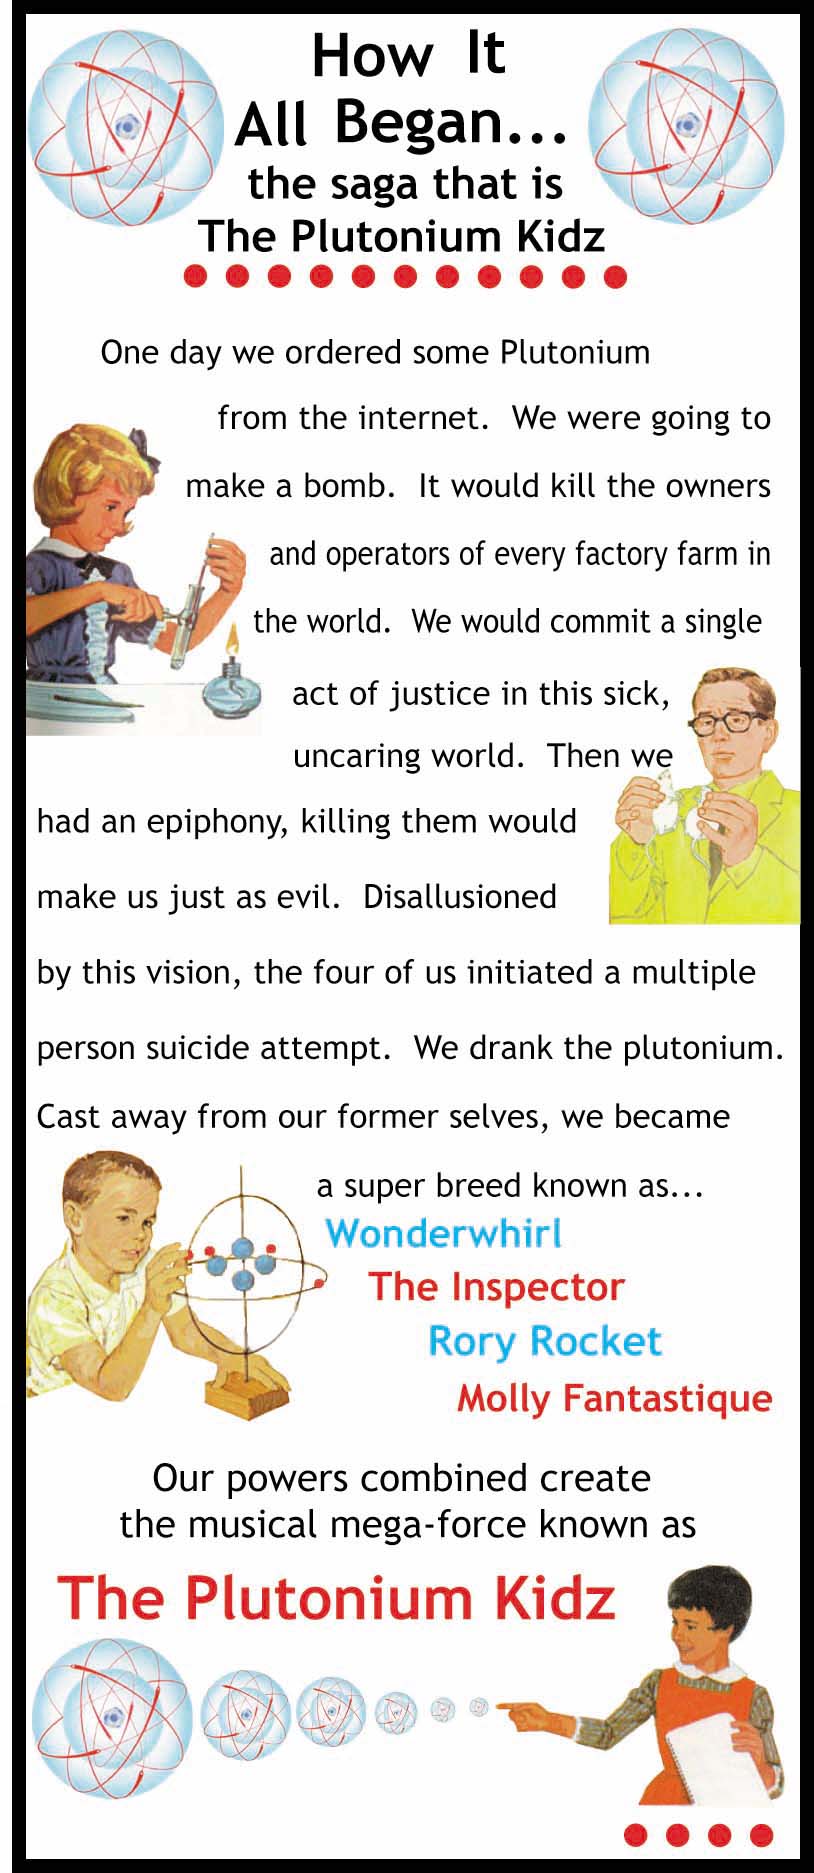 How It
All Began...
the saga that is
The Plutonium Kidz
One day we ordered some Plutonium
from the internet. We were going to
make a bomb. It would kill the owners
and operators of every factory farm in
the world. We would commit a single
act of justice in this sick,
uncaring world. Then we
had an epiphony, killing them would
make us just as evil. Disallusioned
by this vision, the four of us initiated a multiple
person suicide attempt. We drank the plutonium.
Cast away from our former selves, we became
a super breed known as...
Wonderwhirl
The Inspector
Rory Rocket
Molly Fantastique
Our powers combined create
the musical mega-force known as
The Plutonium Kidz